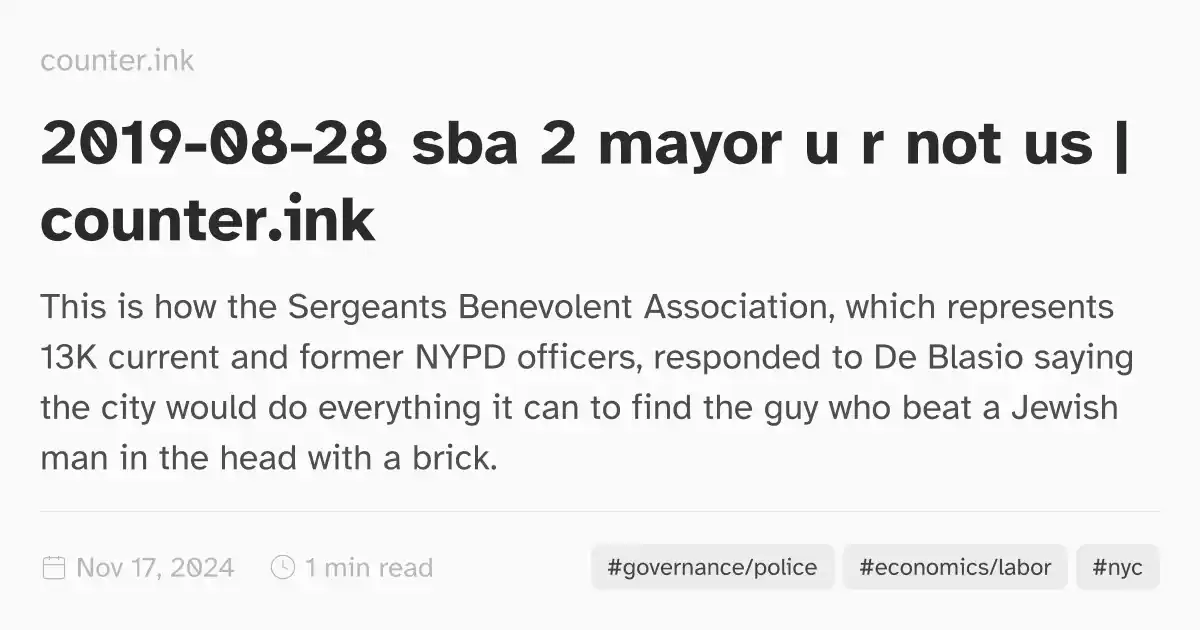 counter.ink
2019-08-28 sba 2 mayor u r not us |
counter.ink
This is how the Sergeants Benevolent Association, which represents
13K current and former NYPD officers, responded to De Blasio saying
the city would do everything it can to find the guy who beat a Jewish
man in the head with a brick.
Nov 17, 2024 1 min read #governance/police #economics/labor #nyc